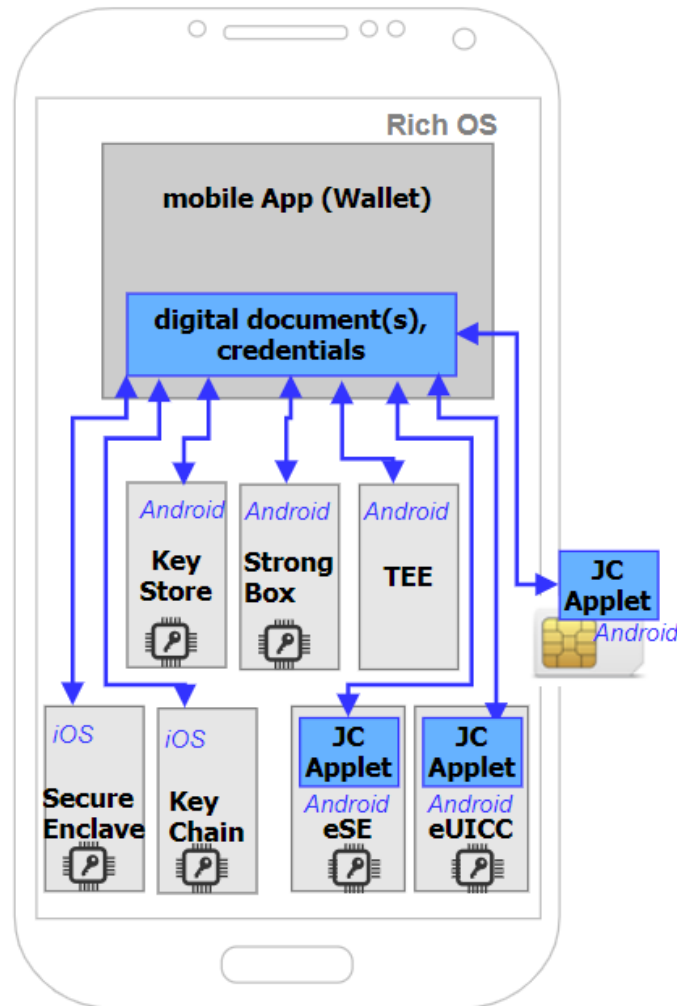 Rich OS
mobile App (Wallet)
digital document(s),
credentials
Android
Key
Store
Android
Strong
Box
Android
TEE
JC
Applet
Android
iOS
Secure
Enclave
iOS
Key
Chain
JC
Applet
Android
eSE
JC
Applet
Android
eUICC